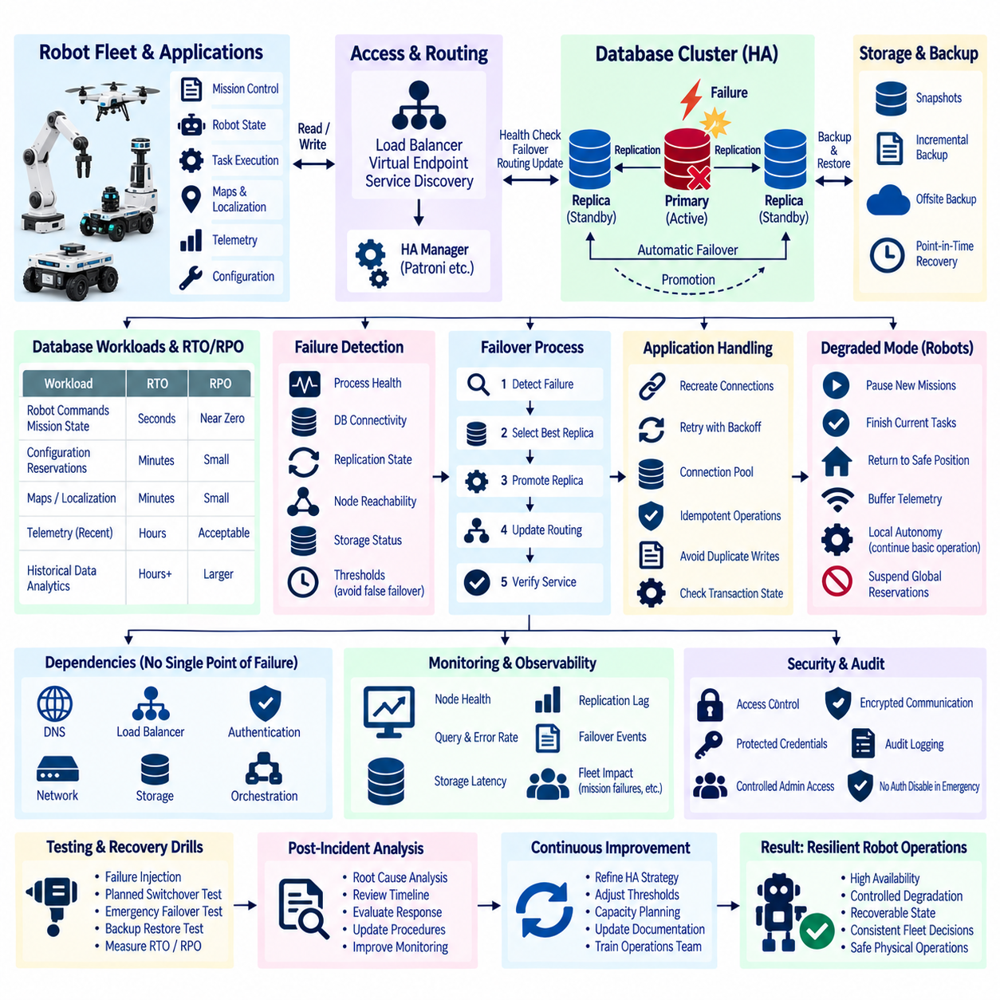 Robot Fleet & Applications
Mission Control
Robot State
Task Execution
Maps &
Localization
Telemetry
Configuration
Read /
Write
Access & Routing
Load Balancer
Virtual Endpoint
Service Discovery
HA Manager
(Patroni etc.)
Health Check
Failover
Routing Update
Database Cluster (HA)
Failure
Replication
Replication
Replica
(Standby)
Primary
(Active)
Replica
(Standby)
Automatic Failover
Promotion
Backup
&
Restore
Storage & Backup
Snapshots
Incremental
Backup
Offsite Backup
Point-in-Time
Recovery
Database Workloads & RTO/RPO
Workload RTO RPO
Robot Commands
Mission State
Seconds
Near Zero
Configuration
Reservations
Minutes
Small
Maps / Localization
Minutes
Small
Telemetry (Recent)
Hours
Acceptable
Historical Data
Analytics
Hours+
Larger
Failure Detection
Process Health
DB Connectivity
Replication State
Node Reachability
Storage Status
Thresholds
(avoid false failover)
Failover Process
1 Detect Failure
2 Select Best Replica
3 Promote Replica
4 Update Routing
5 Verify Service
Application Handling
Recreate Connections
Retry with Backoff
Connection Pool
Idempotent Operations
Avoid Duplicate Writes
Check Transaction State
Degraded Mode (Robots)
Pause New Missions
Finish Current Tasks
Return to Safe Position
Buffer Telemetry
Local Autonomy
(continue basic operation)
Suspend Global
Reservations
Dependencies (No Single Point of Failure)
DNS
Load Balancer
Authentication
Network
Storage
Orchestration
Monitoring & Observability
Node Health
Replication Lag
Query & Error Rate
Failover Events
Storage Latency
Fleet Impact
(mission failures, etc.)
Security & Audit
Access Control
Encrypted Communication
Protected Credentials
Audit Logging
Controlled Admin Access
No Auth Disable in Emergency
Testing & Recovery Drills
• Failure Injection
• Planned Switchover Test
• Emergency Failover Test
• Backup Restore Test
• Measure RTO / RPO
Post-Incident Analysis
• Root Cause Analysis
• Review Timeline
• Evaluate Response
• Update Procedures
• Improve Monitoring
Continuous Improvement
• Refine HA Strategy
• Adjust Thresholds
• Capacity Planning
• Update Documentation
• Train Operations Team
Result: Resilient Robot Operations
• High Availability
• Controlled Degradation
• Recoverable State
• Consistent Fleet Decisions
• Safe Physical Operations